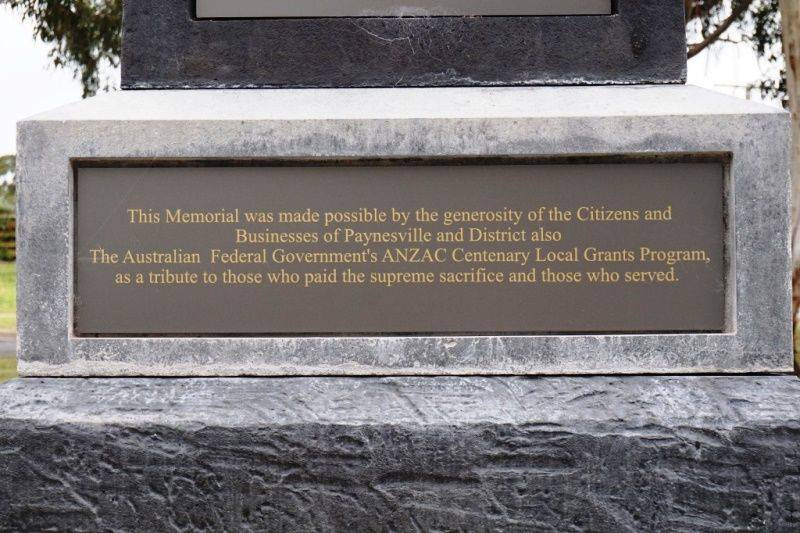 This Memorial was made possible by the generosity of the Citizens and
Businesses of Paynesville and District also
The Australian  Federal Government's ANZAC Centenary Local Grants Program,
as a tribute to those who paid the supreme sacrifice and those who served.